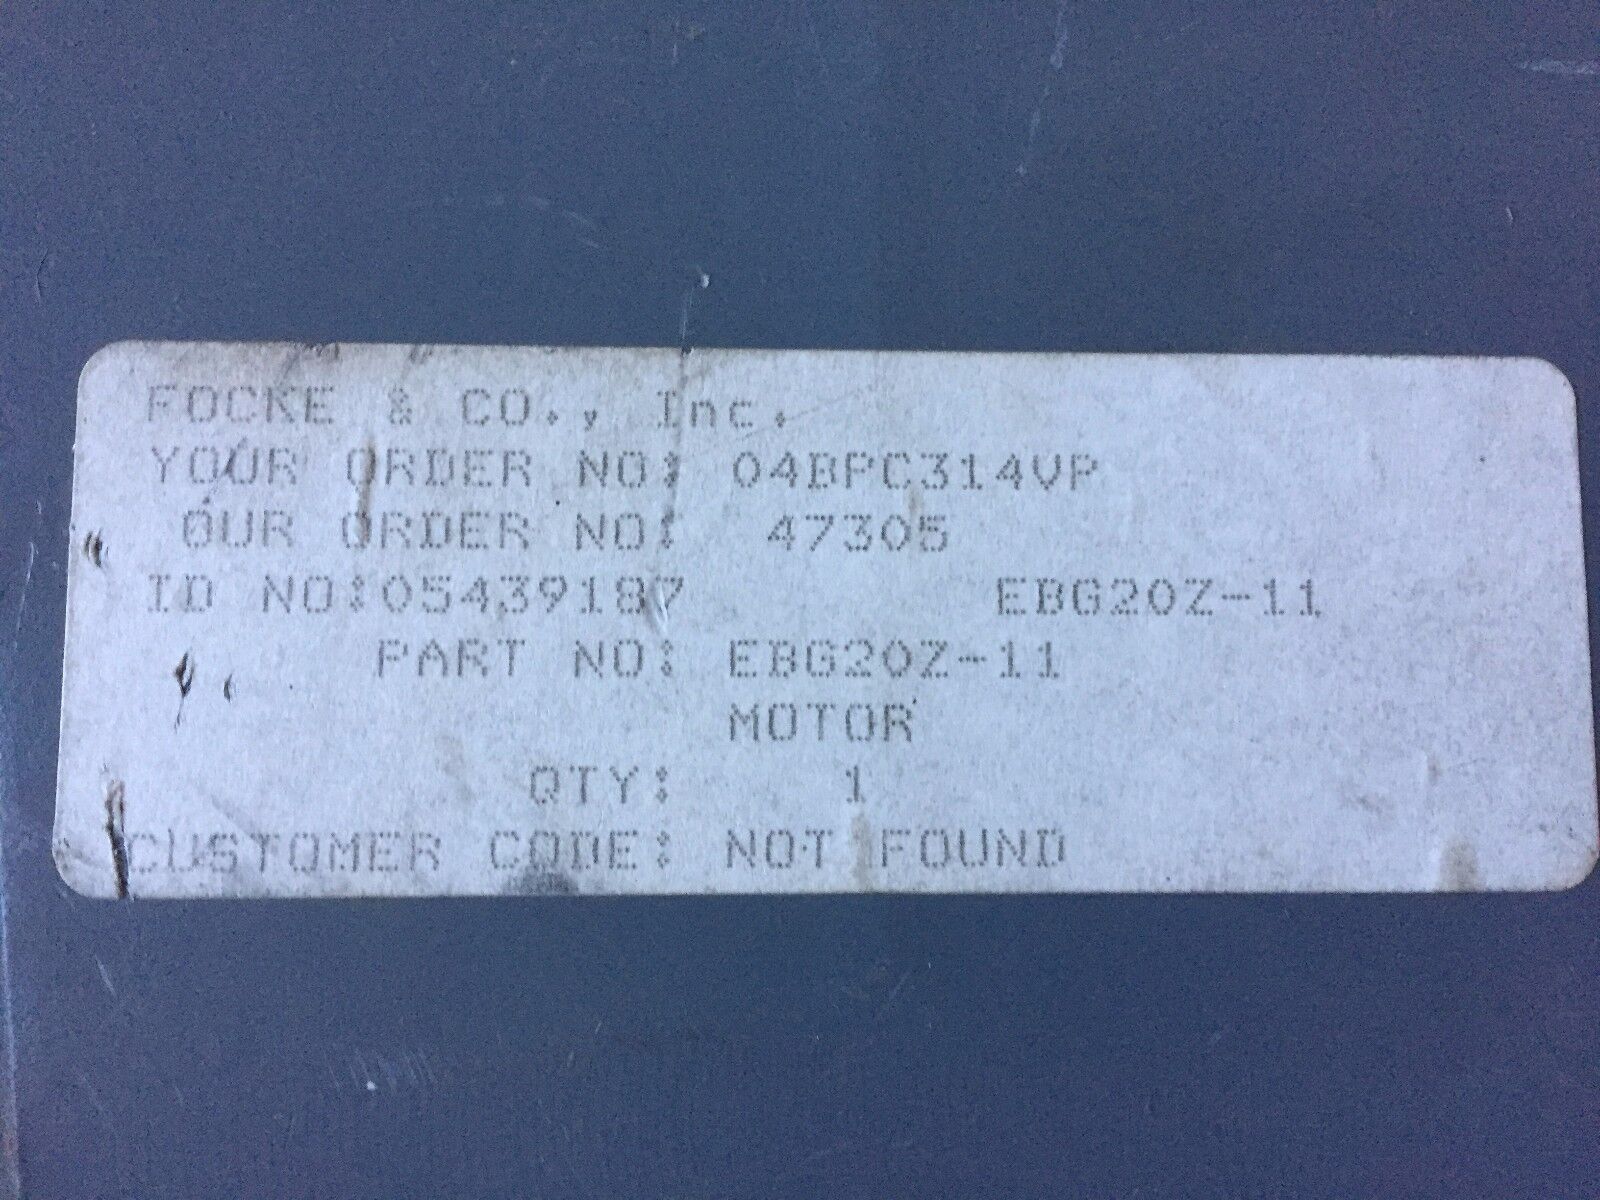 FOCKE & CO., Inc.
YOUR ORDER NO: 04BPC314VP
OUR ORDER NO: 47305
ID NO:05439187 EBG20Z-11
PART NO: EBG20Z-11
MOTOR
QTY: 1
CUSTOMER CODE: NOT FOUND